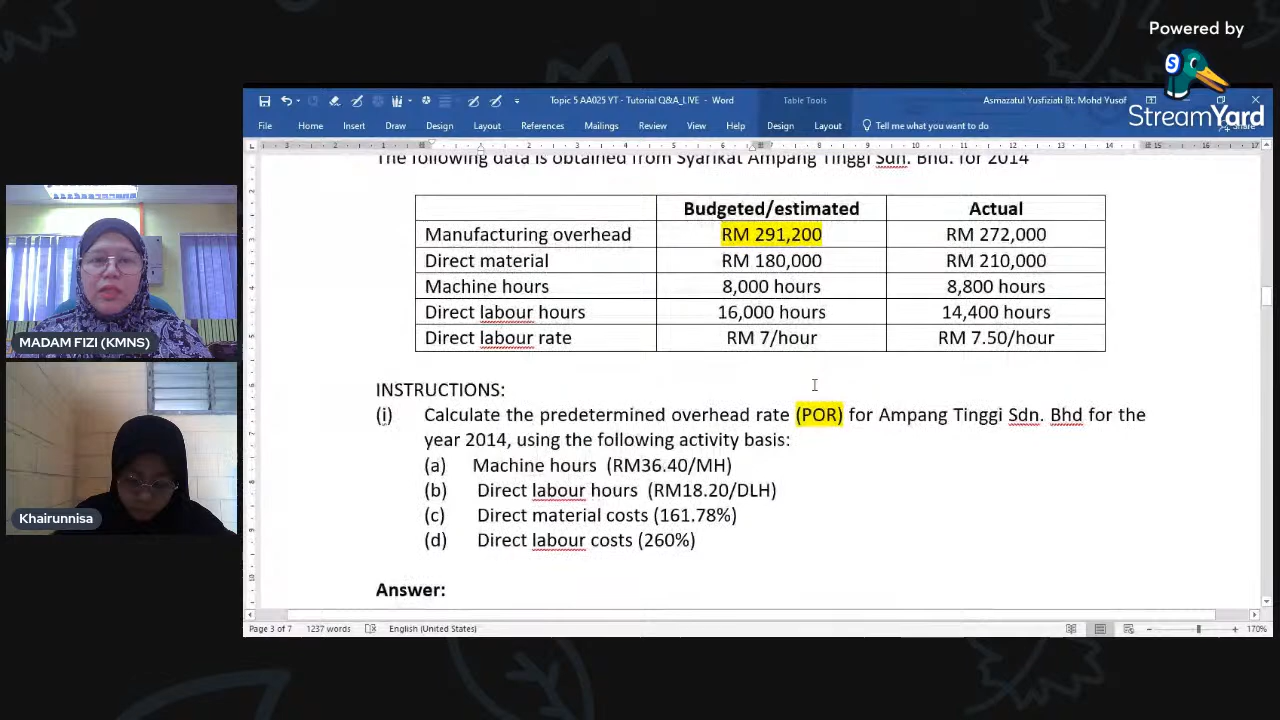 Powered by
S
StreamYard
Topic 5 AA025 YT - Tutorial Q&A_LIVE - Word
Table Tools
Asmazatul Yusfiziati Bt. Mohd Yusof
File Home Insert Draw Design Layout References Mailings Review View Help Design Layout Tell me what you want to do
The following data is obtained from Syarikat Ampang Tinggi Sdn. Bhd. for 2014
Budgeted/estimated Actual
Manufacturing overhead RM 291,200 RM 272,000
Direct material RM 180,000 RM 210,000
Machine hours 8,000 hours 8,800 hours
Direct labour hours 16,000 hours 14,400 hours
Direct labour rate RM 7/hour RM 7.50/hour
INSTRUCTIONS:
(i) Calculate the predetermined overhead rate (POR) for Ampang Tinggi Sdn. Bhd for the
year 2014, using the following activity basis:
(a) Machine hours (RM36.40/MH)
(b) Direct labour hours (RM18.20/DLH)
(c) Direct material costs (161.78%)
(d) Direct labour costs (260%)
Answer:
Page 3 of 7 1237 words English (United States) 170%
MADAM FIZI (KMNS)
Khairunnisa